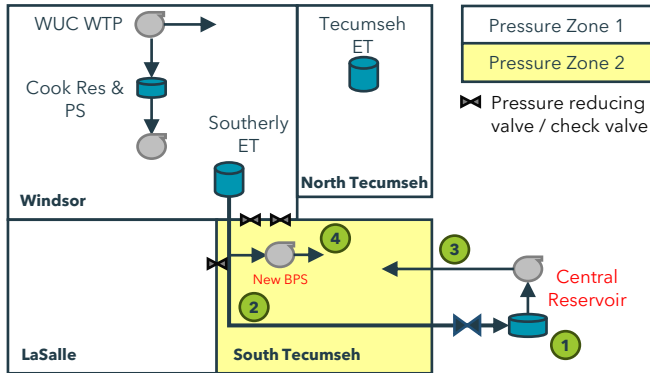 WUC WTP
Tecumseh
ET
Pressure Zone 1
Pressure Zone 2
Cook Res &
PS
Pressure reducing
valve / check valve
Southerly
ET
Windsor
North Tecumseh
4
3
New BPS
Central
Reservoir
2
1
LaSalle
South Tecumseh